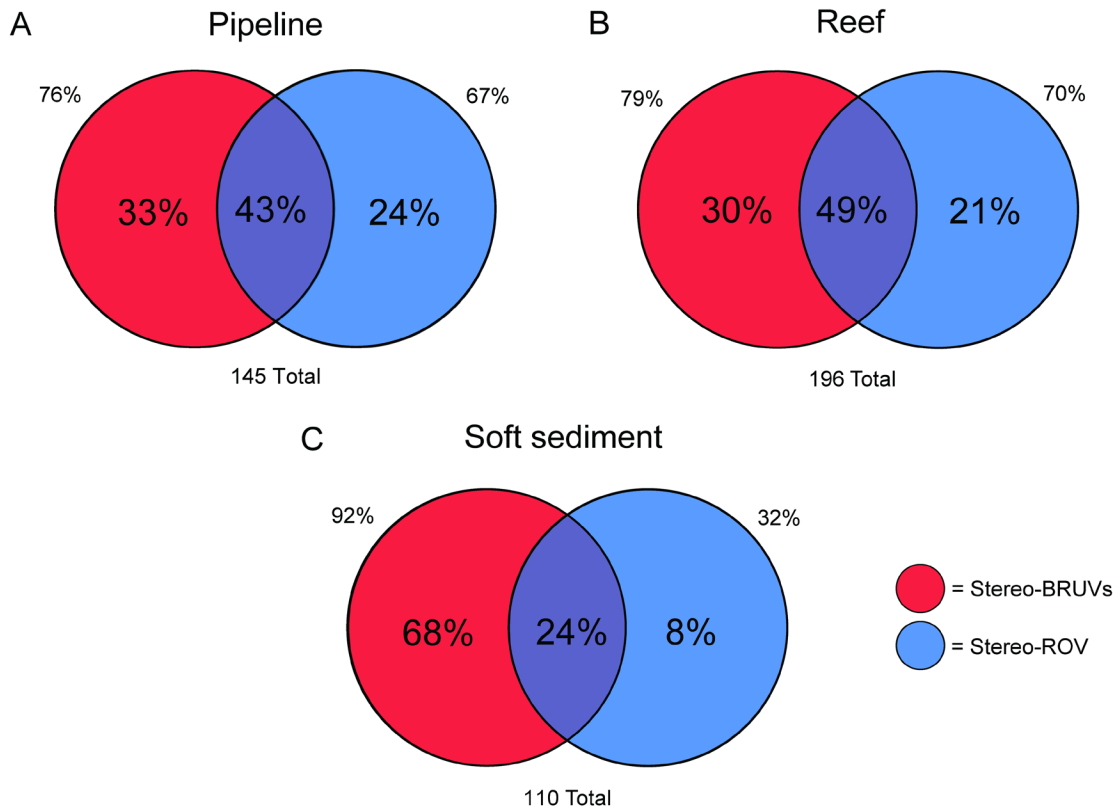 A
Pipeline
76%
67%
33%
43%
24%
145 Total
B
Reef
79%
70%
30%
49%
21%
196 Total
C
Soft sediment
92%
32%
68%
24%
8%
110 Total
= Stereo-BRUVs
= Stereo-ROV